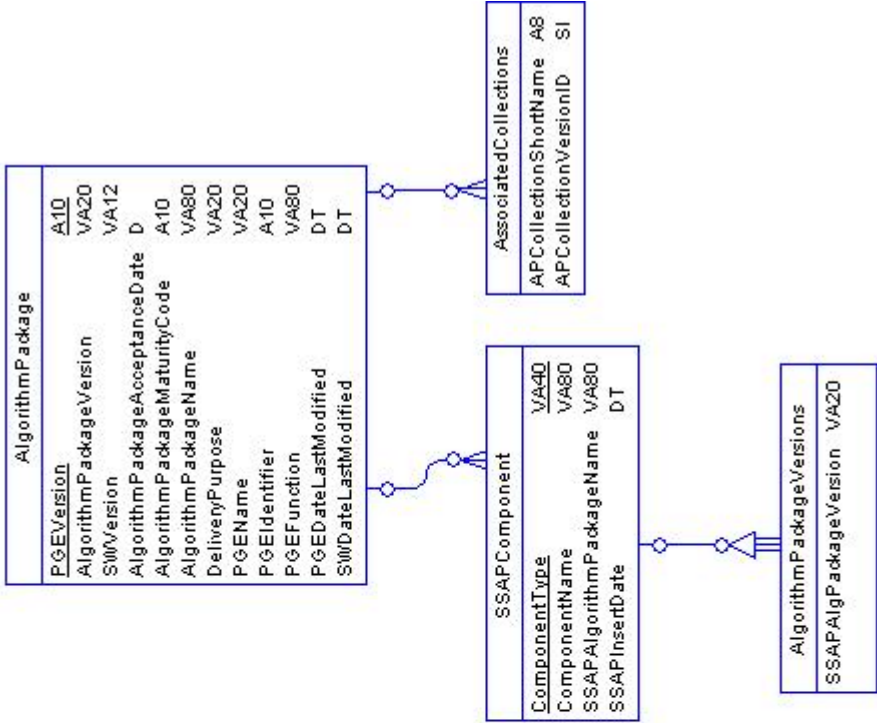 AlgorithmPackage
PGEVersion A10
AlgorithmPackageVersion VA20
SWVersion VA12
AlgorithmPackageAcceptanceDate D
AlgorithmPackageMaturityCode A10
AlgorithmPackageName VA80
DeliveryPurpose VA20
PGEName VA20
PGEIdentifier A10
PGEFunction VA80
PGEDateLastModified DT
SWDateLastModified DT
SSAPComponent
ComponentType VA40
ComponentName VA80
SSAPAlgorithmPackageName VA80
SSAPInsertDate DT
AssociatedCollections
APCollectionShortName A8
APCollectionVersionID SI
AlgorithmPackageVersions
SSAPAlgPackageVersion VA20